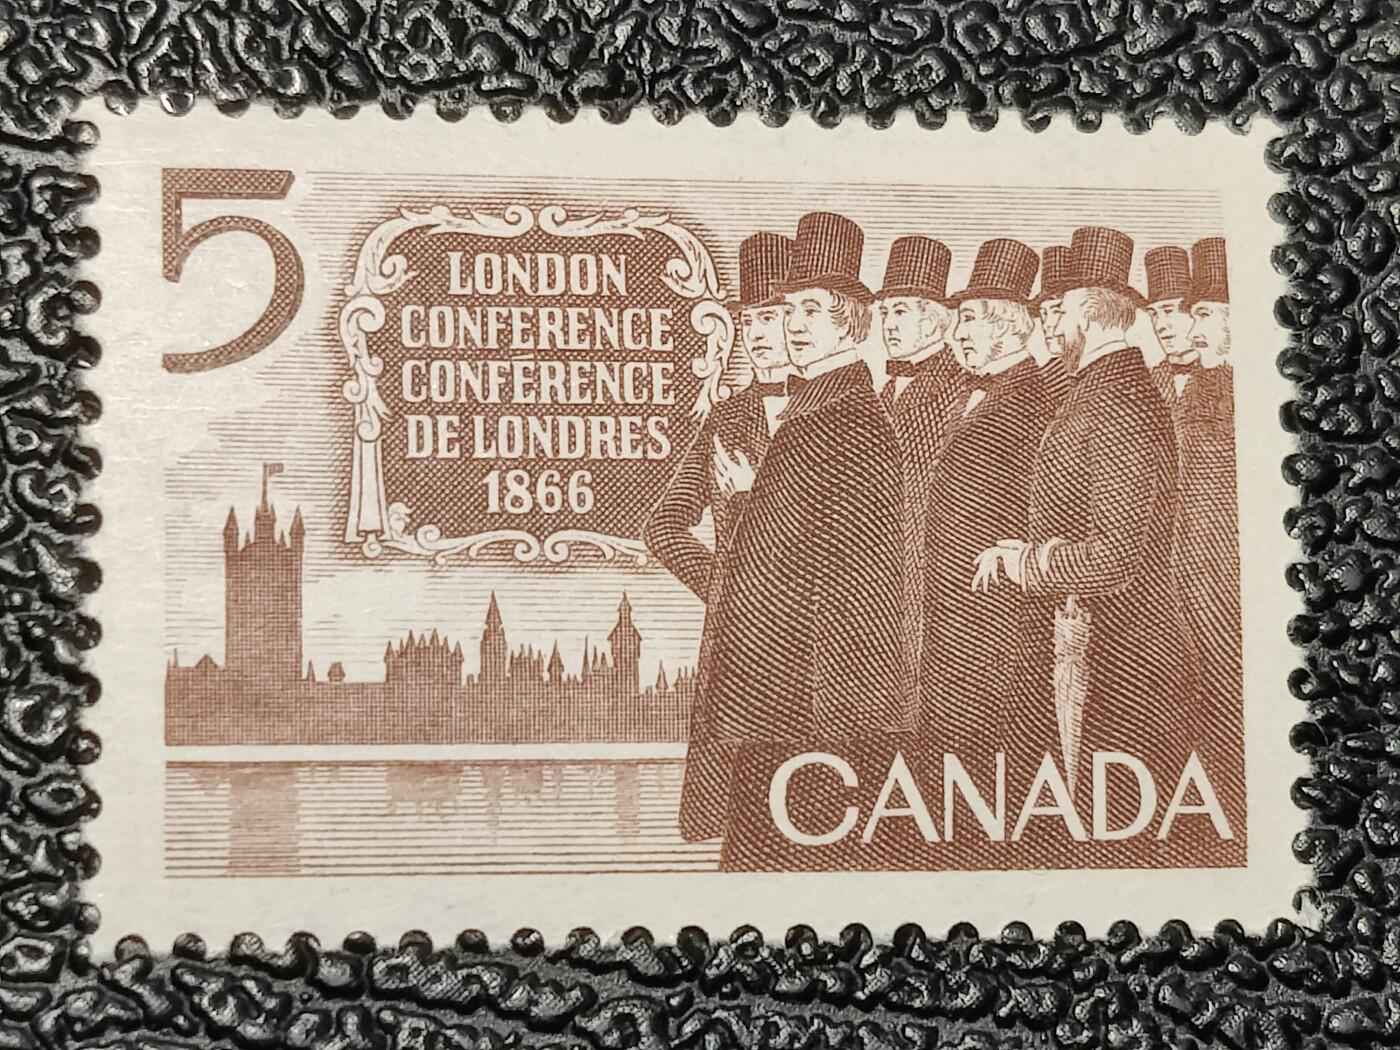 5
LONDON
CONFERENCE
CONFÉRENCE
DE LONDRES
1866
CANADA